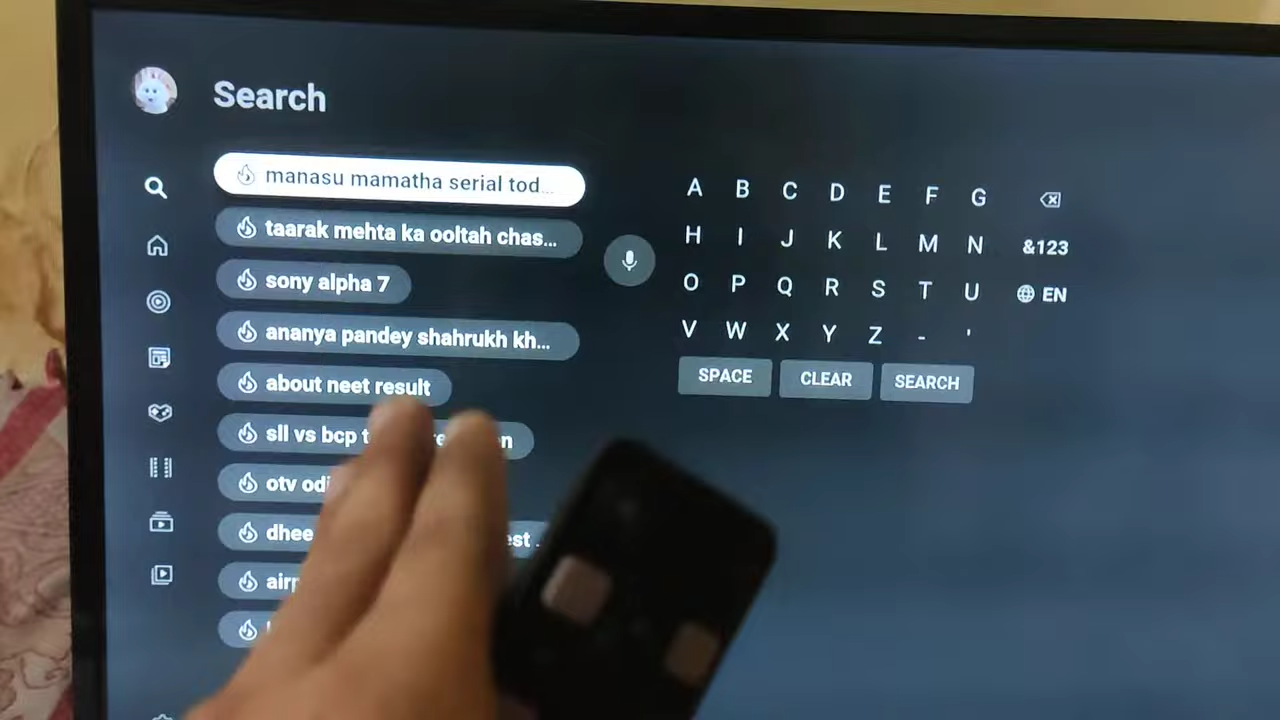 Search
manasu mamatha serial tod...
taarak mehta ka ooltah chas...
sony alpha 7
ananya pandey shahrukh kh...
about neet result
sll vs bcp
otv
A B C D E F G
H I J K L M N &123
O P Q R S T U EN
V W X Y Z - '
SPACE CLEAR SEARCH